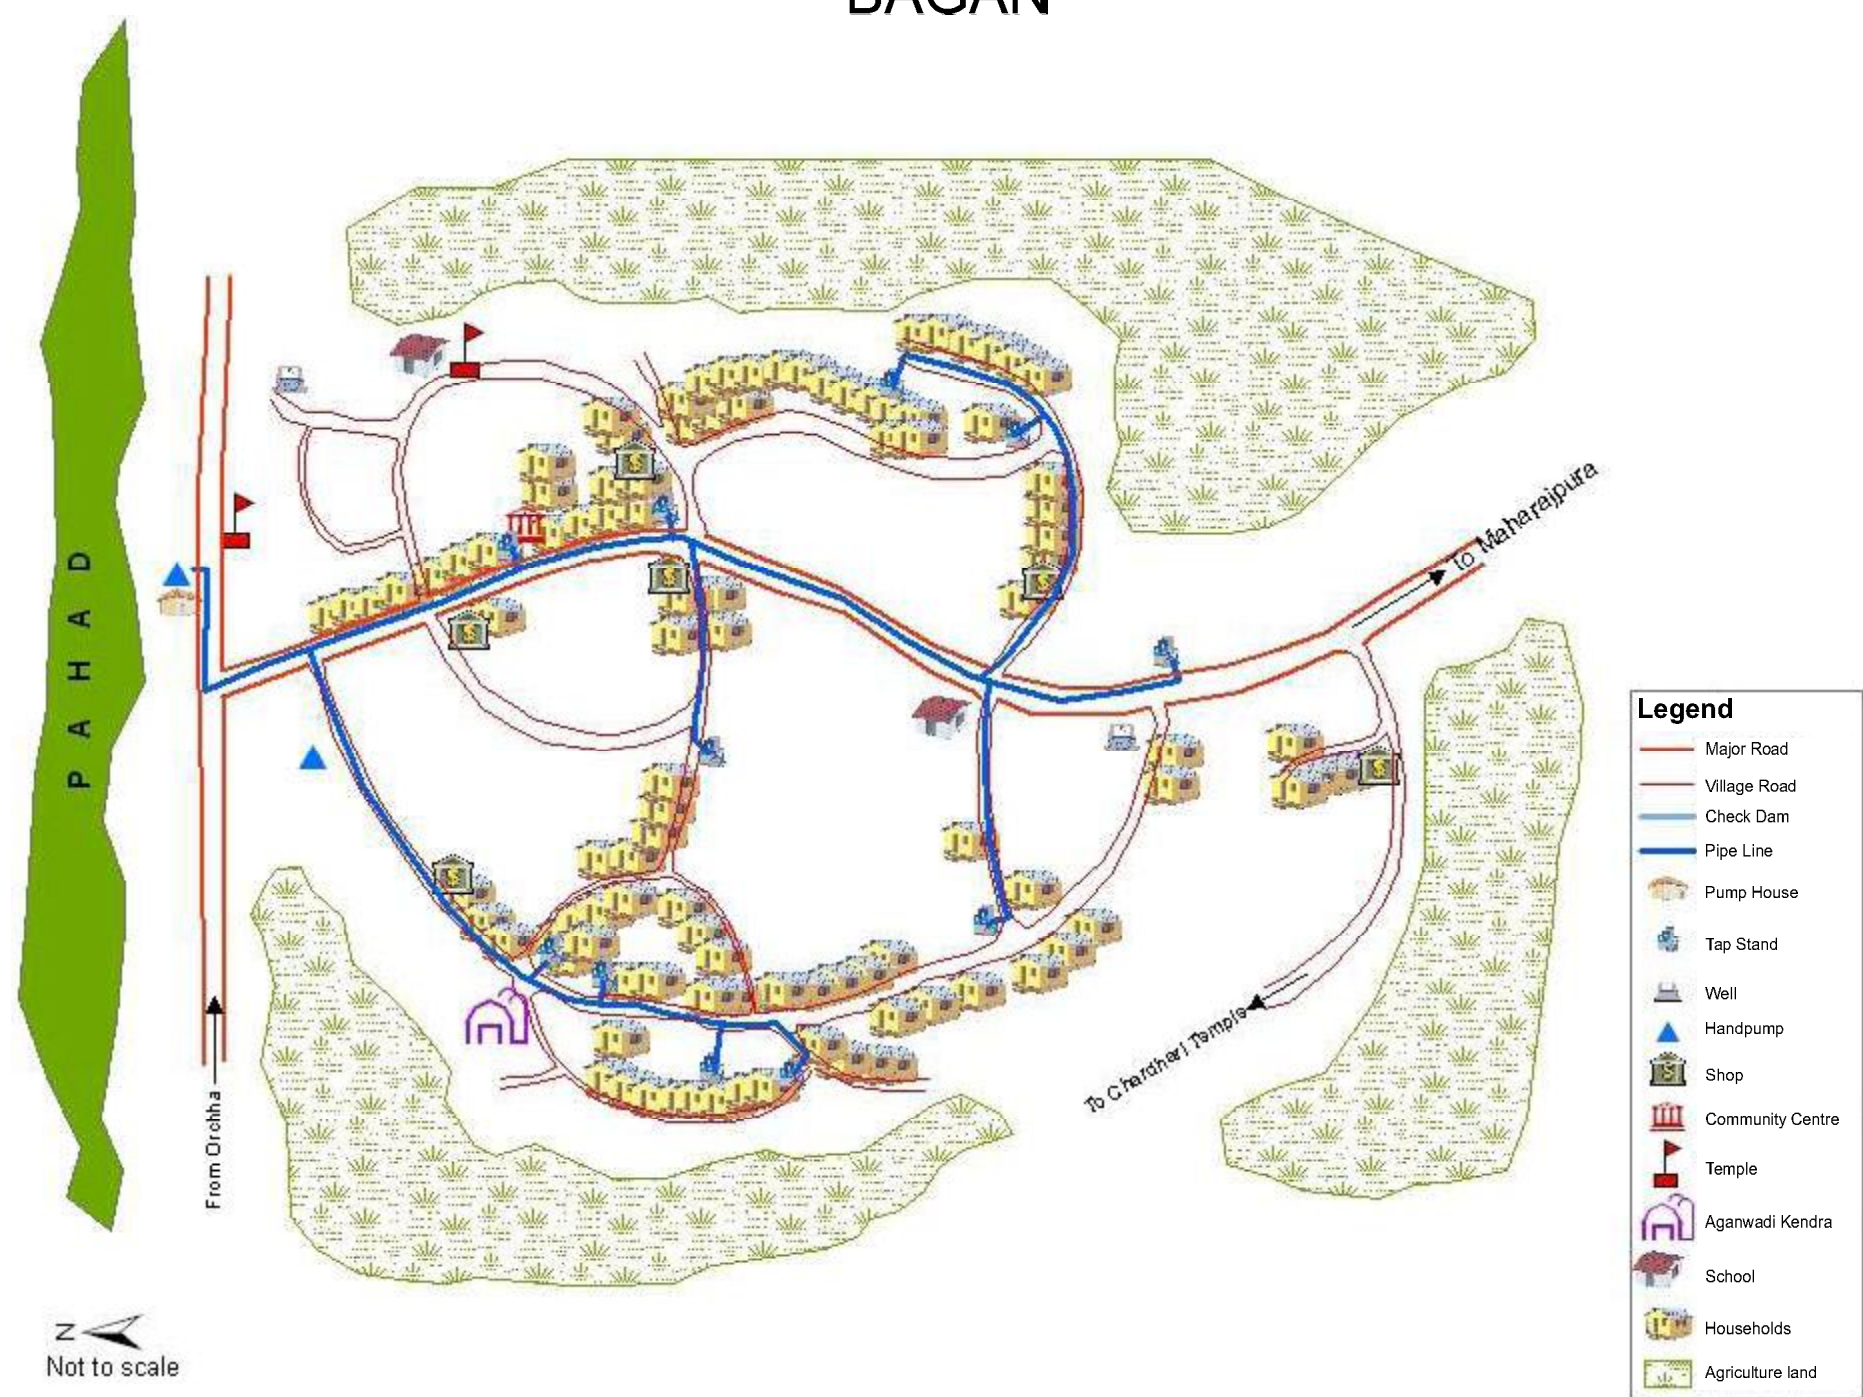 BAGAN
PAHAD
To Maharajpura
To Chardhari Temple
From Orchha
N
Not to scale
Legend
Major Road
Village Road
Check Dam
Pipe Line
Pump House
Tap Stand
Well
Handpump
Shop
Community Centre
Temple
Aganwadi Kendra
School
Households
Agriculture land